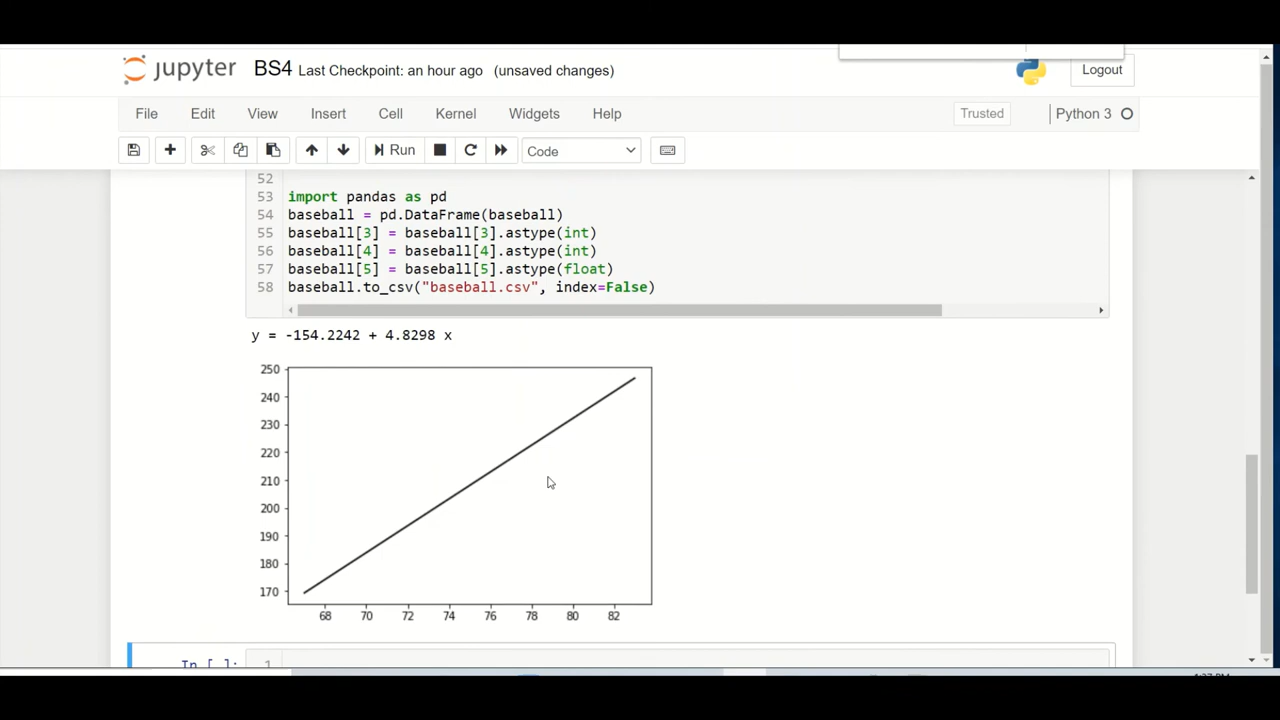 jupyter BS4 Last Checkpoint: an hour ago (unsaved changes) Logout
File Edit View Insert Cell Kernel Widgets Help Trusted Python 3
Run Code
52
53 import pandas as pd
54 baseball = pd.DataFrame(baseball)
55 baseball[3] = baseball[3].astype(int)
56 baseball[4] = baseball[4].astype(int)
57 baseball[5] = baseball[5].astype(float)
58 baseball.to_csv("baseball.csv", index=False)
y = -154.2242 + 4.8298 x
250
240
230
220
210
200
190
180
170
68 70 72 74 76 78 80 82
In [ ]: 1